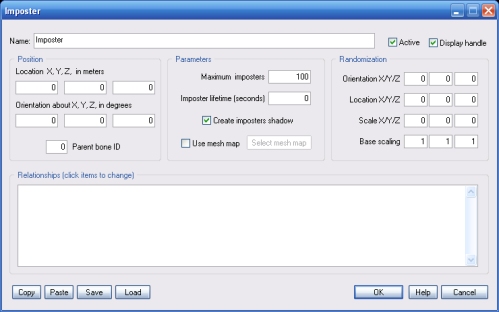 Imposter
Name: Imposter
Active Display handle
Position
Location X, Y, Z, in meters
0 0 0
Orientation about X, Y, Z, in degrees
0 0 0
0 Parent bone ID
Parameters
Maximum imposters 100
Imposter lifetime (seconds) 0
Create imposters shadow
Use mesh map Select mesh map
Randomization
Orientation X/Y/Z 0 0 0
Location X/Y/Z 0 0 0
Scale X/Y/Z 0 0 0
Base scaling 1 1 1
Relationships (click items to change)
Copy Paste Save Load OK Help Cancel